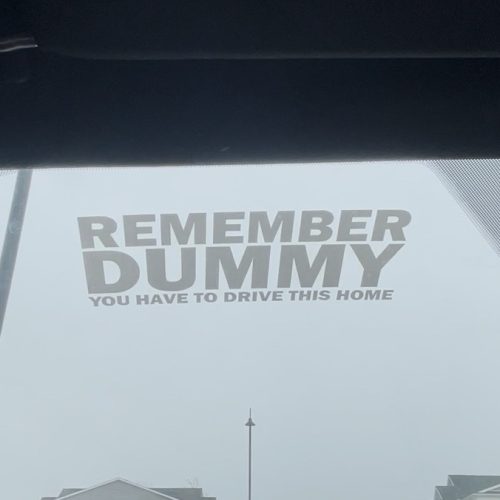 REMEMBER
DUMMY
YOU HAVE TO DRIVE THIS HOME